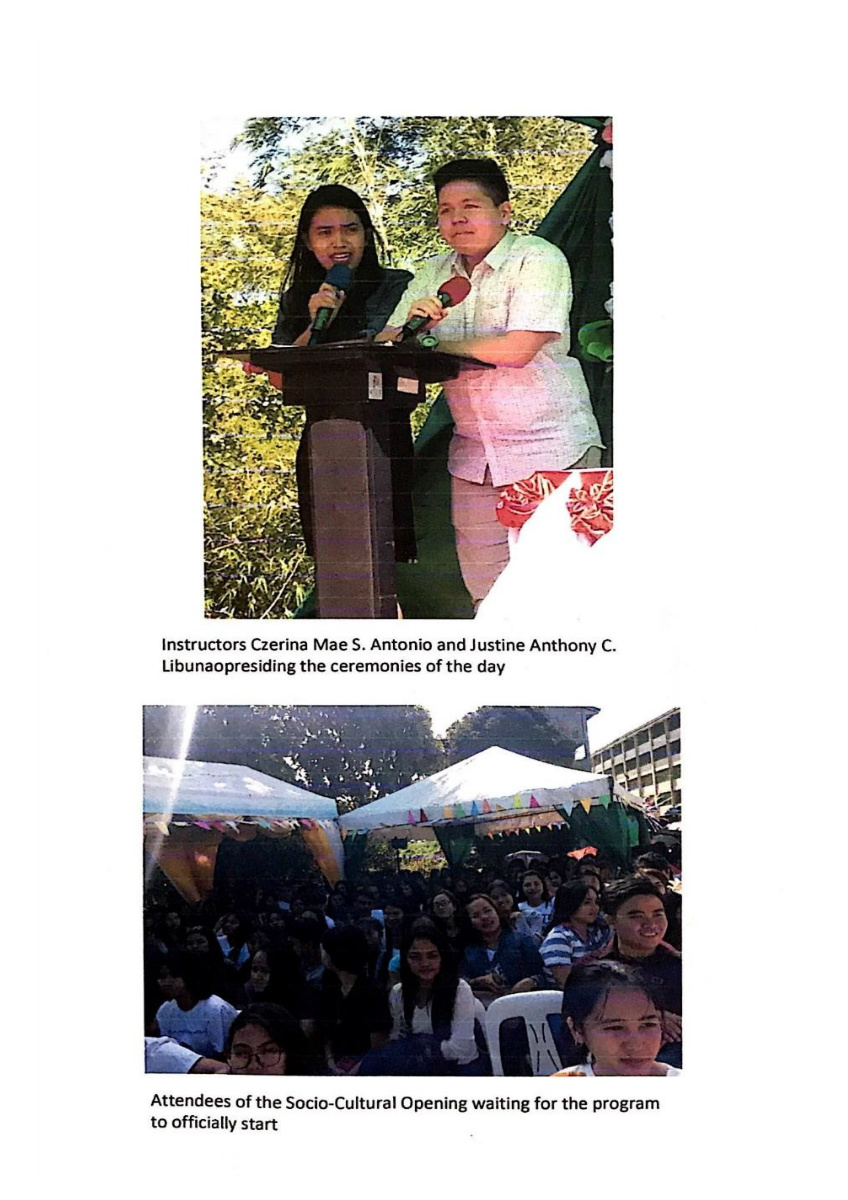 Instructors Czerina Mae S. Antonio and Justine Anthony C.
Libunaopresiding the ceremonies of the day
Attendees of the Socio-Cultural Opening waiting for the program
to officially start